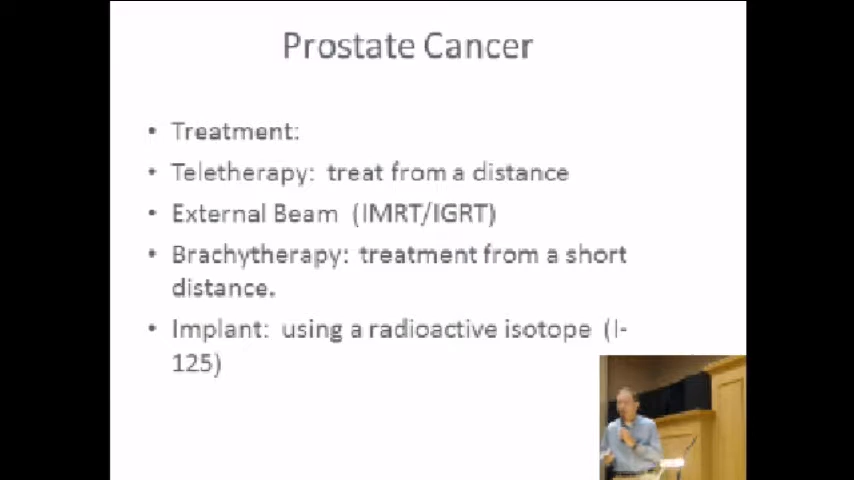 Prostate Cancer
• Treatment:
• Teletherapy: treat from a distance
• External Beam (IMRT/IGRT)
• Brachytherapy: treatment from a short
distance.
• Implant: using a radioactive isotope (I-
125)